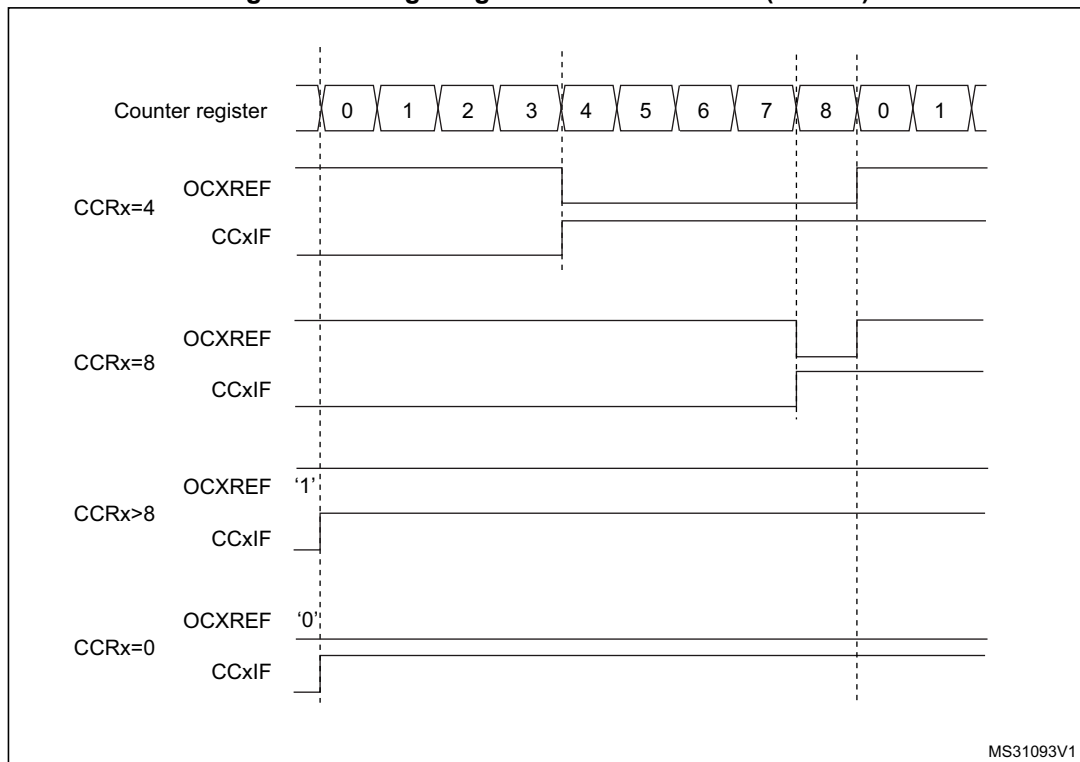 Counter register 0 1 2 3 4 5 6 7 8 0 1
OCXREF
CCRx=4
CCxIF
OCXREF
CCRx=8
CCxIF
OCXREF ‘1’
CCRx>8
CCxIF
OCXREF ‘0’
CCRx=0
CCxIF
MS31093V1